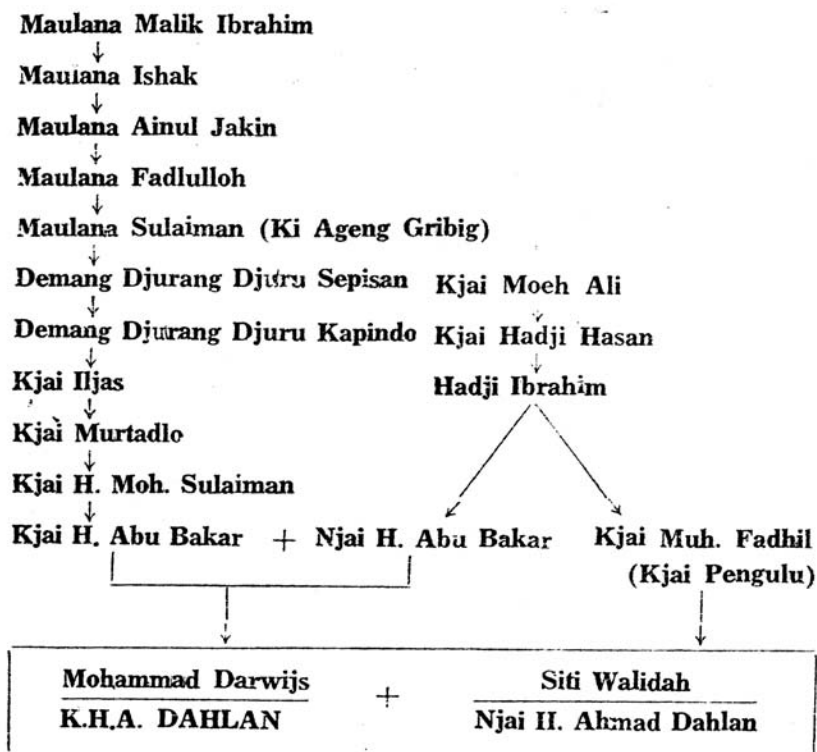 Maulana Malik Ibrahim
Maulana Ishak
Maulana Ainul Jakin
Maulana Fadlulloh
Maulana Sulaiman (Ki Ageng Gribig)
Demang Djurang Djuru Sepisan Kjai Moeh Ali
Demang Djurang Djuru Kapindo Kjai Hadji Hasan
Kjai Iljas Hadji Ibrahim
Kjai Murtadlo
Kjai H. Moh. Sulaiman
Kjai H. Abu Bakar + Njai H. Abu Bakar Kjai Muh. Fadhil
(Kjai Pengulu)
Mohammad Darwijs + Siti Walidah
K.H.A. DAHLAN Njai H. Ahmad Dahlan